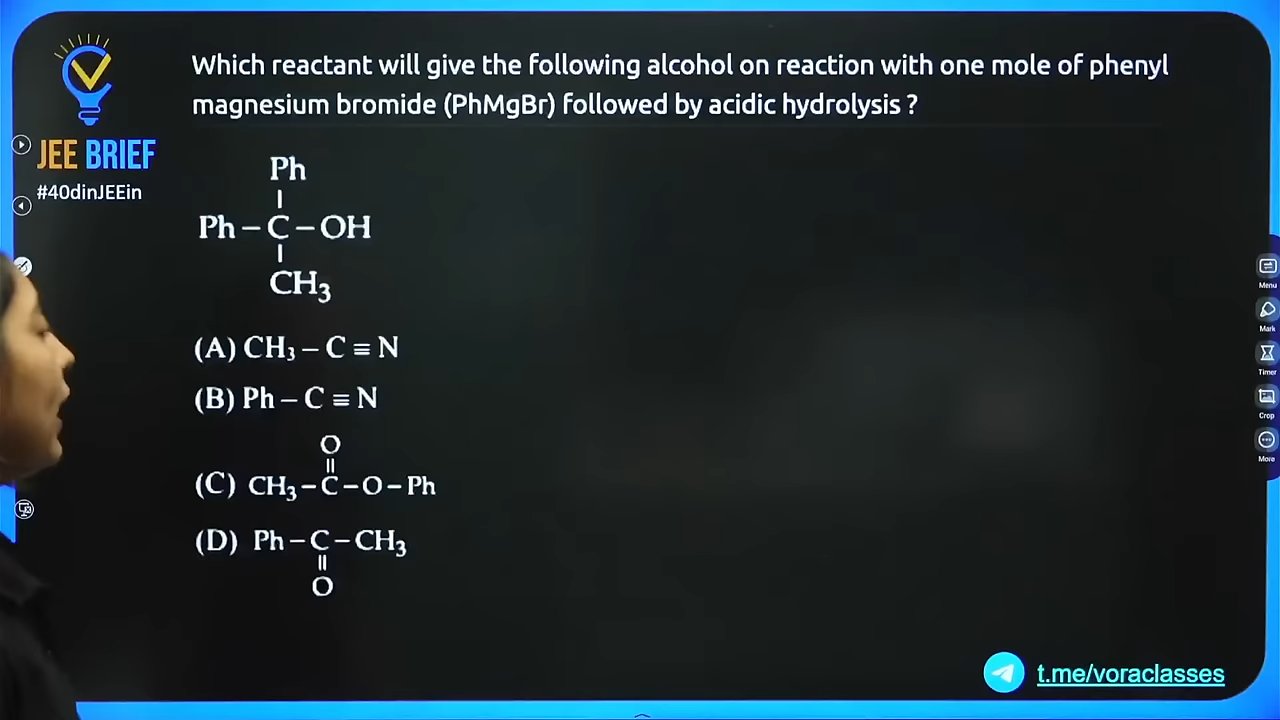 Which reactant will give the following alcohol on reaction with one mole of phenyl
magnesium bromide (PhMgBr) followed by acidic hydrolysis ?
JEE BRIEF
#40dinJEEin
Ph
Ph – C – OH
CH₃
(A) CH₃ – C ≡ N
(B) Ph – C ≡ N
O
(C) CH₃ – C – O – Ph
(D) Ph – C – CH₃
O
Menu
Mark
Timer
Crop
More
t.me/voraclasses